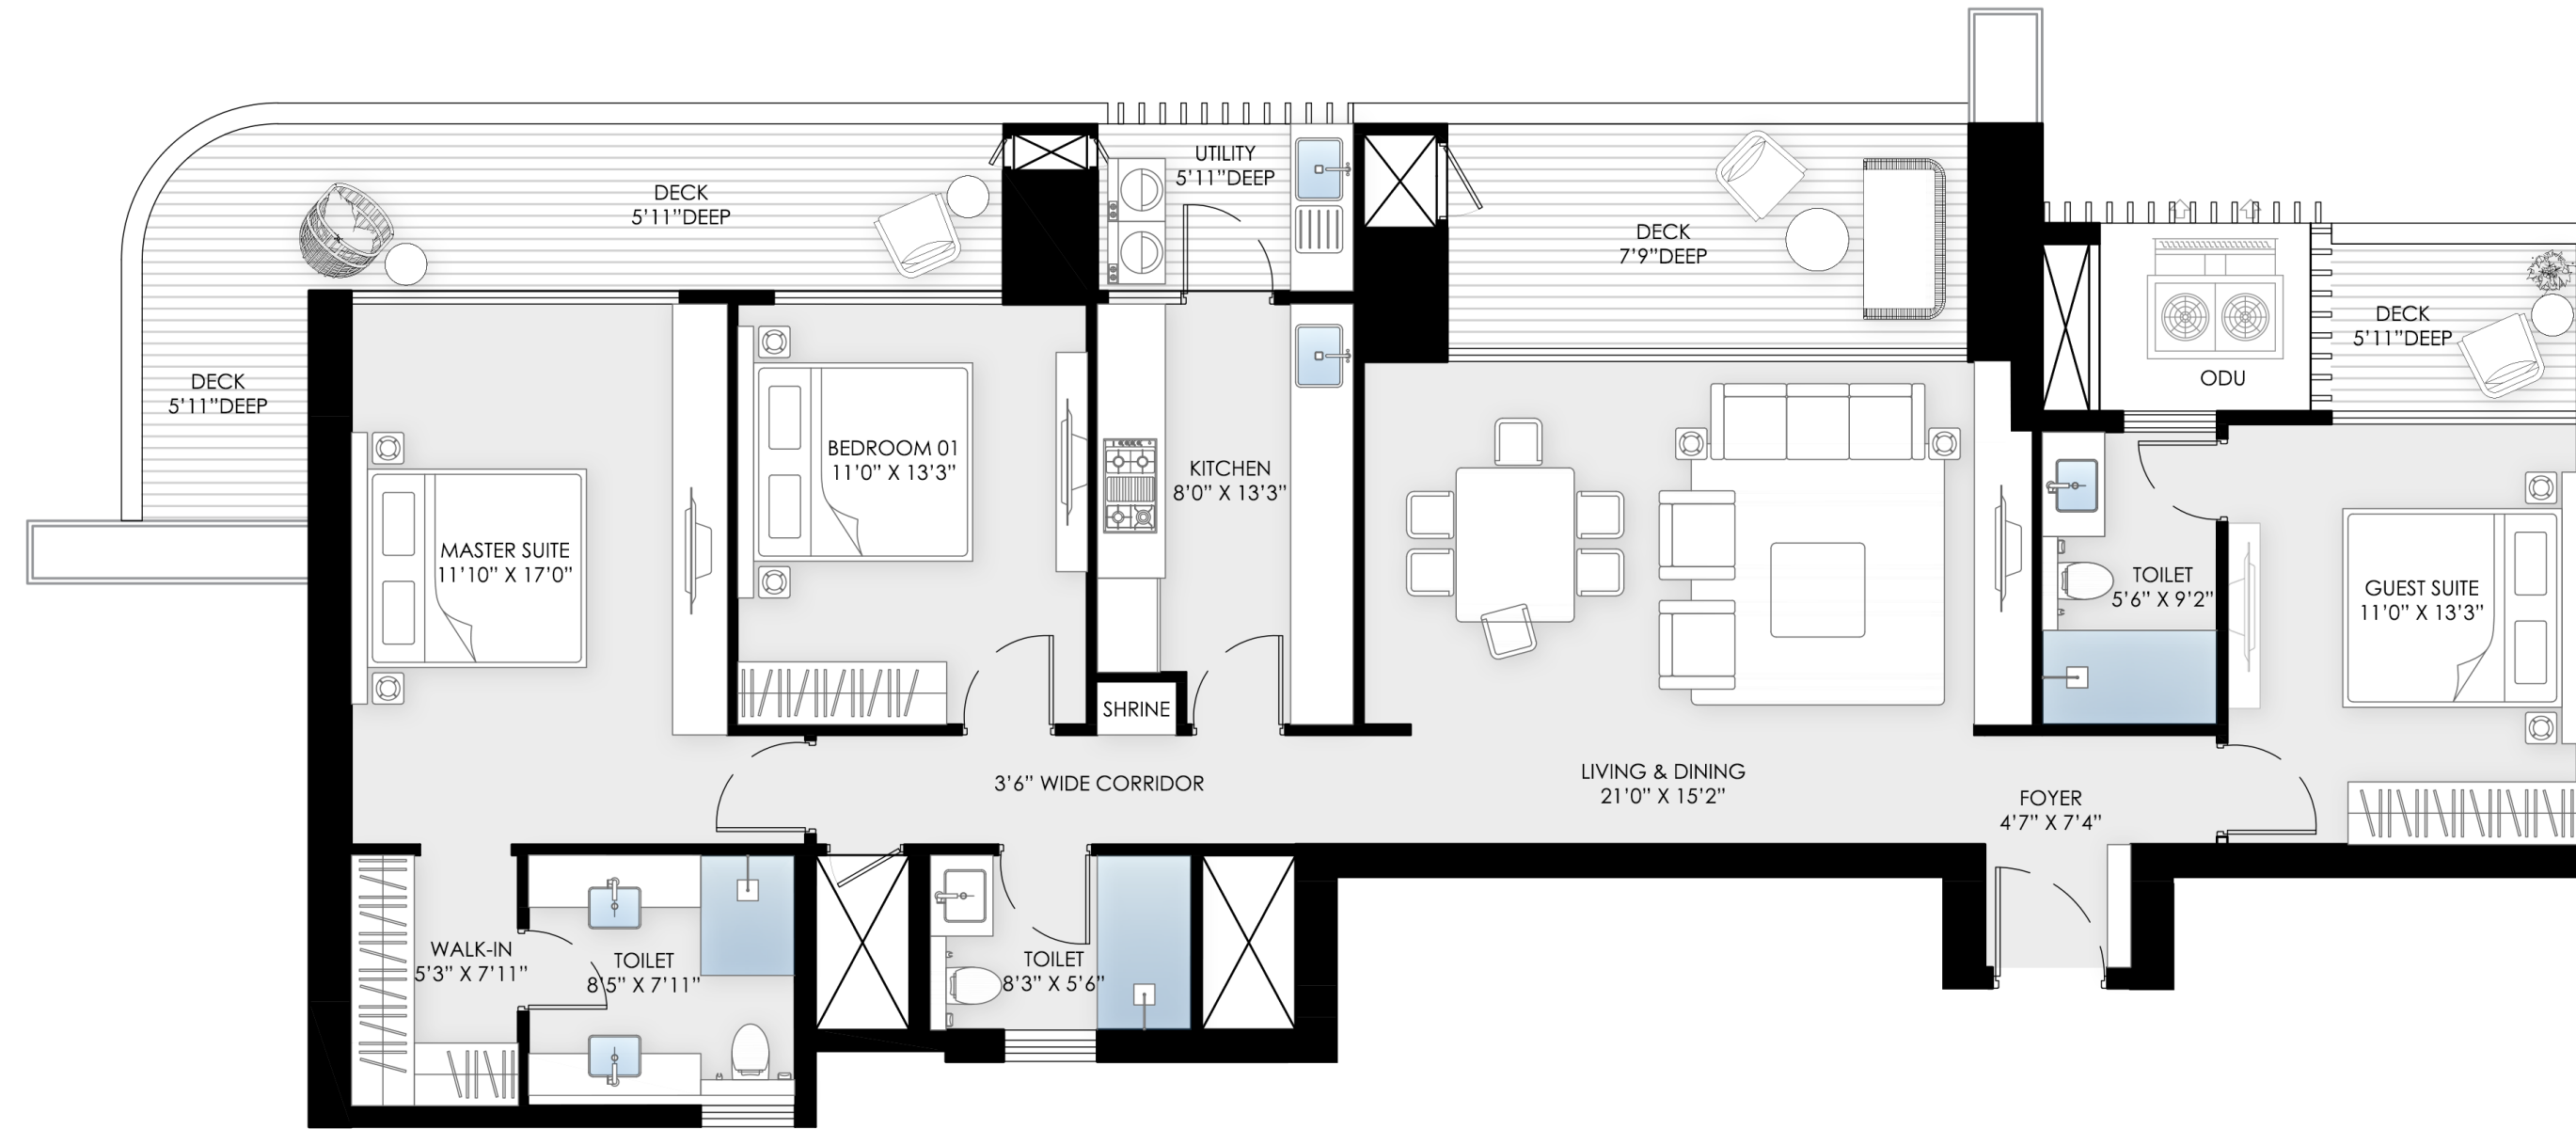 DECK
5'11"DEEP
UTILITY
5'11"DEEP
DECK
7'9"DEEP
DECK
5'11"DEEP
DECK
5'11"DEEP
ODU
BEDROOM 01
11'0" X 13'3"
KITCHEN
8'0" X 13'3"
MASTER SUITE
11'10" X 17'0"
TOILET
5'6" X 9'2"
GUEST SUITE
11'0" X 13'3"
SHRINE
3'6" WIDE CORRIDOR
LIVING & DINING
21'0" X 15'2"
FOYER
4'7" X 7'4"
WALK-IN
5'3" X 7'11"
TOILET
8'5" X 7'11"
TOILET
8'3" X 5'6"